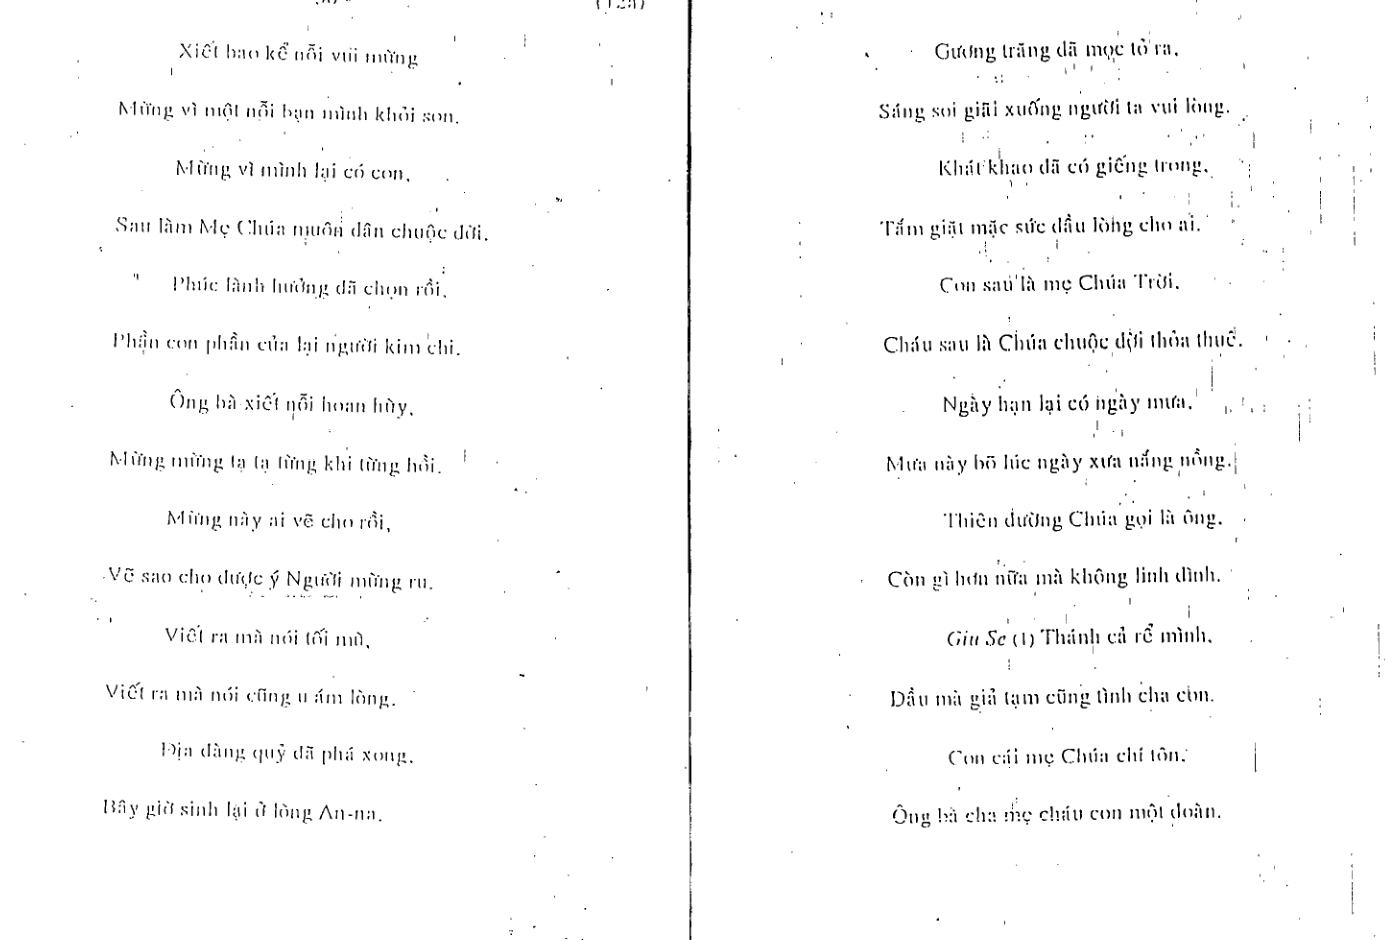 (12a)
Xiết bao kể nỗi vui mừng
Mừng vì một nỗi bạn mình khỏi son.
Mừng vì mình lại có con,
Sau làm Mẹ Chúa muôn dân chuộc đời.
Phúc lành hưởng đã chọn rồi,
Phần con phần của lại người kim chi.
Ông bà xiết nỗi hoan hùy,
Mừng mừng tạ tạ từng khi từng hồi.
Mừng này ai vẽ cho rồi,
Vẽ sao cho được ý Người mừng ru.
Viết ra mà nói tối mù,
Viết ra mà nói cũng u ám lòng.
Địa đàng quỷ đã phá xong,
Bây giờ sinh lại ở lòng An-na.
Gương trăng đã mọc tỏ ra,
Sáng soi giãi xuống người ta vui lòng.
Khát khao đã có giếng trong,
Tắm giặt mặc sức dầu lòng cho ai.
Con sau là mẹ Chúa Trời,
Cháu sau là Chúa chuộc đời thỏa thuê.
Ngày hạn lại có ngày mưa,
Mưa này bõ lúc ngày xưa nắng nồng.
Thiên đường Chúa gọi là ông,
Còn gì hơn nữa mà không linh đình.
Giu Se (1) Thánh cả rể mình,
Dầu mà giả tạm cũng tình cha con.
Con cái mẹ Chúa chí tôn,
Ông bà cha mẹ cháu con một đoàn.